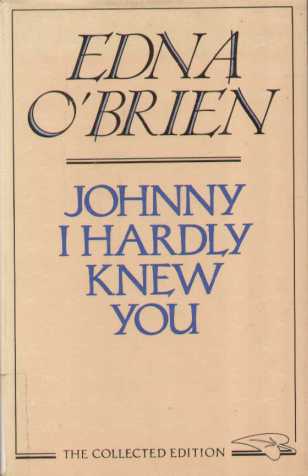 EDNA
O'BRIEN
JOHNNY
I HARDLY
KNEW
YOU
THE COLLECTED EDITION